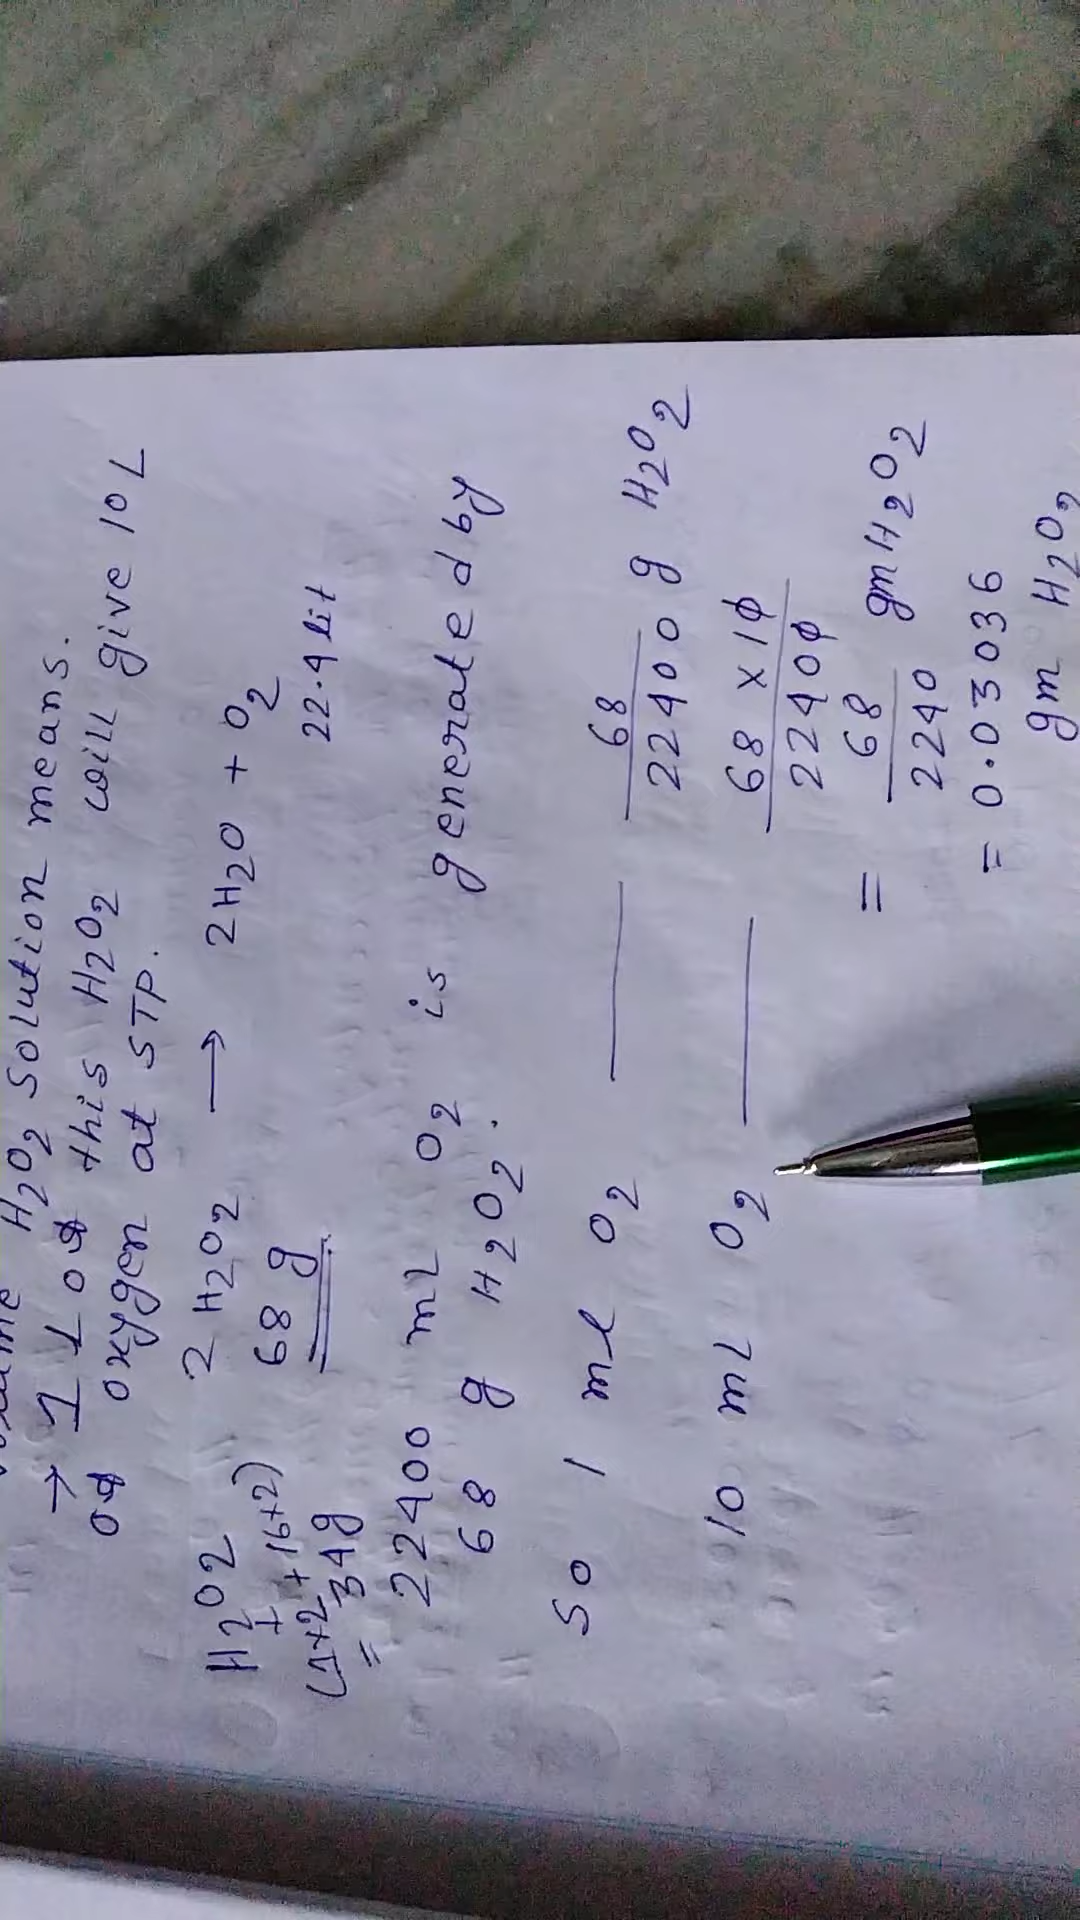 H2O2 Solution means.
→ 1 L of this H2O2 will give 10 L
of oxygen at STP.
2 H2O2 → 2H2O + O2
68 g 22.4 lit
H2O2
(1×2 + 16×2)
= 34g
22400 mL O2 is generated by
68 g H2O2.
So 1 ml O2 — 68/22400 g H2O2
10 mL O2 — 68 × 10/22400
= 68/2240 gm H2O2
= 0.03036
gm H2O2